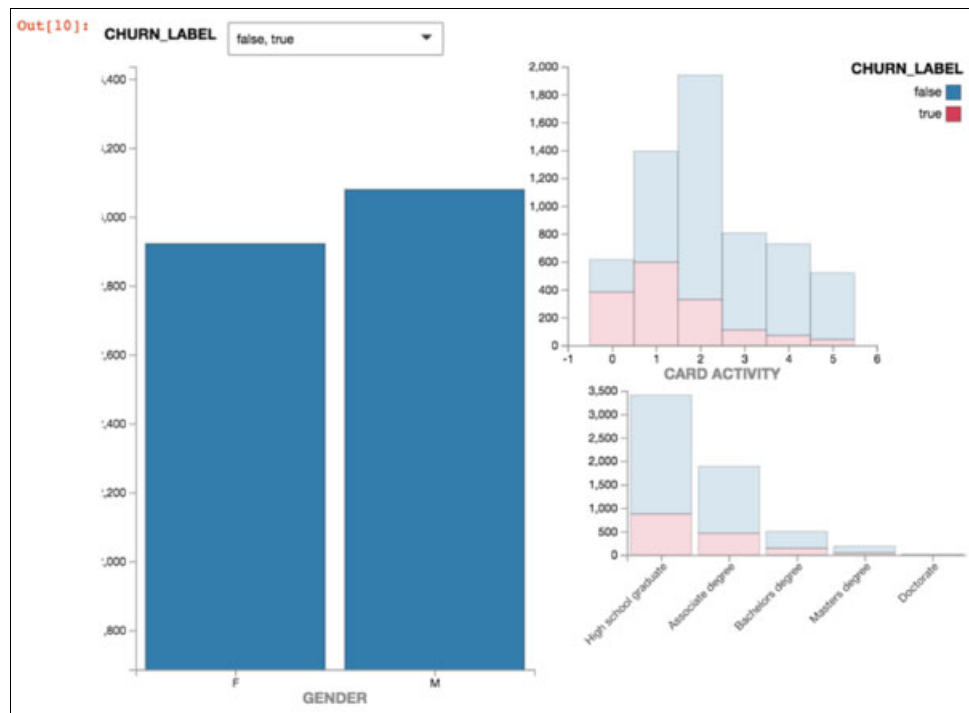 Out[10]:
CHURN_LABEL
false, true
,400
,200
,000
,800
,600
,400
,200
,000
,800
F
M
GENDER
2,000
1,800
1,600
1,400
1,200
1,000
800
600
400
200
0
-1 0 1 2 3 4 5 6
CARD ACTIVITY
CHURN_LABEL
false
true
3,500
3,000
2,500
2,000
1,500
1,000
500
0
High school graduate
Associate degree
Bachelors degree
Masters degree
Doctorate